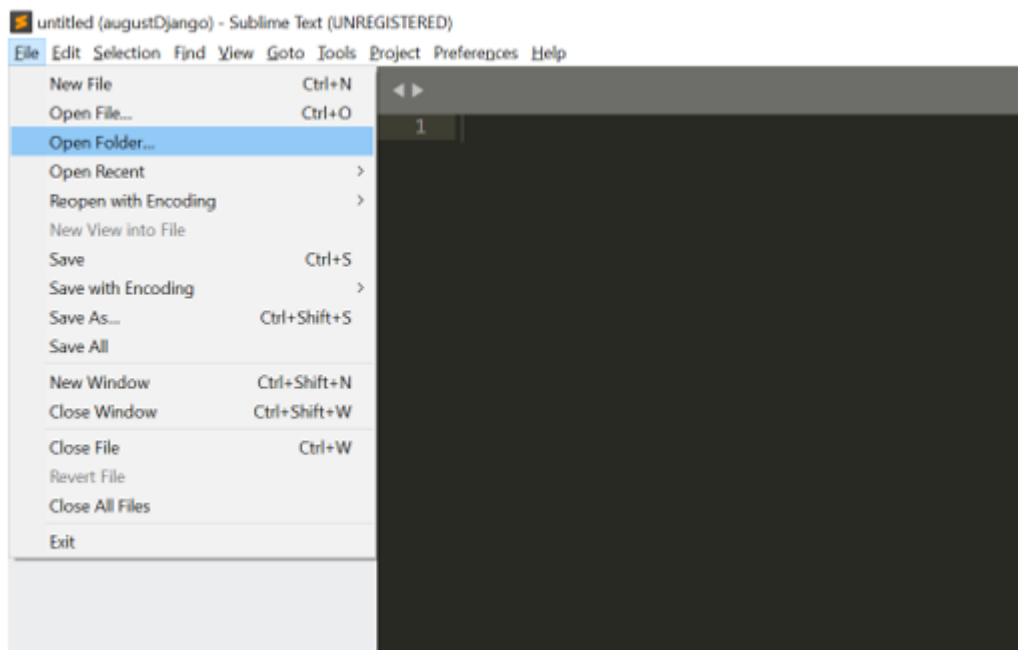 untitled (augustDjango) - Sublime Text (UNREGISTERED)
File Edit Selection Find View Goto Tools Project Preferences Help
New File Ctrl+N
Open File... Ctrl+O
Open Folder...
Open Recent
Reopen with Encoding
New View into File
Save Ctrl+S
Save with Encoding
Save As... Ctrl+Shift+S
Save All
New Window Ctrl+Shift+N
Close Window Ctrl+Shift+W
Close File Ctrl+W
Revert File
Close All Files
Exit
1